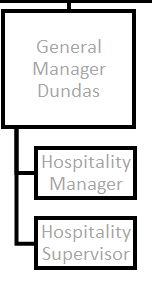 General
Manager
Dundas
Hospitality
Manager
Hospitality
Supervisor